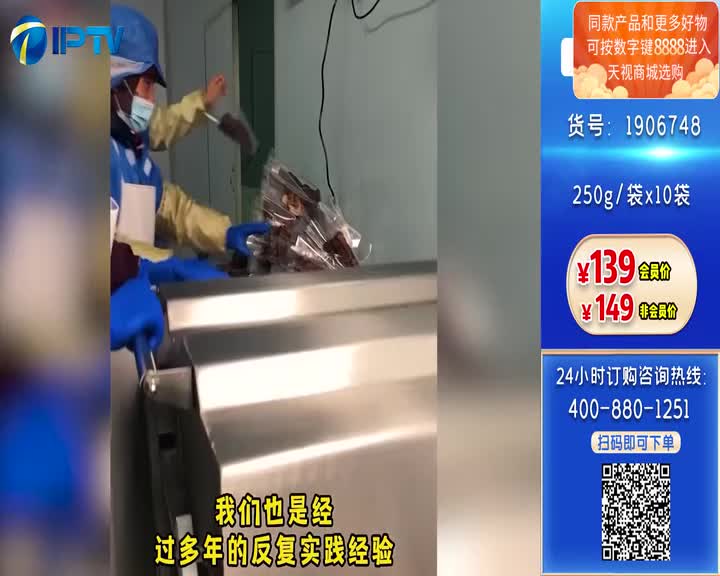 IPTV
同款产品和更多好物
可按数字键8888进入
天视商城选购
货号：1906748
250g/袋x10袋
¥139会员价
¥149非会员价
24小时订购咨询热线：
400-880-1251
扫码即可下单
我们也是经
过多年的反复实践经验